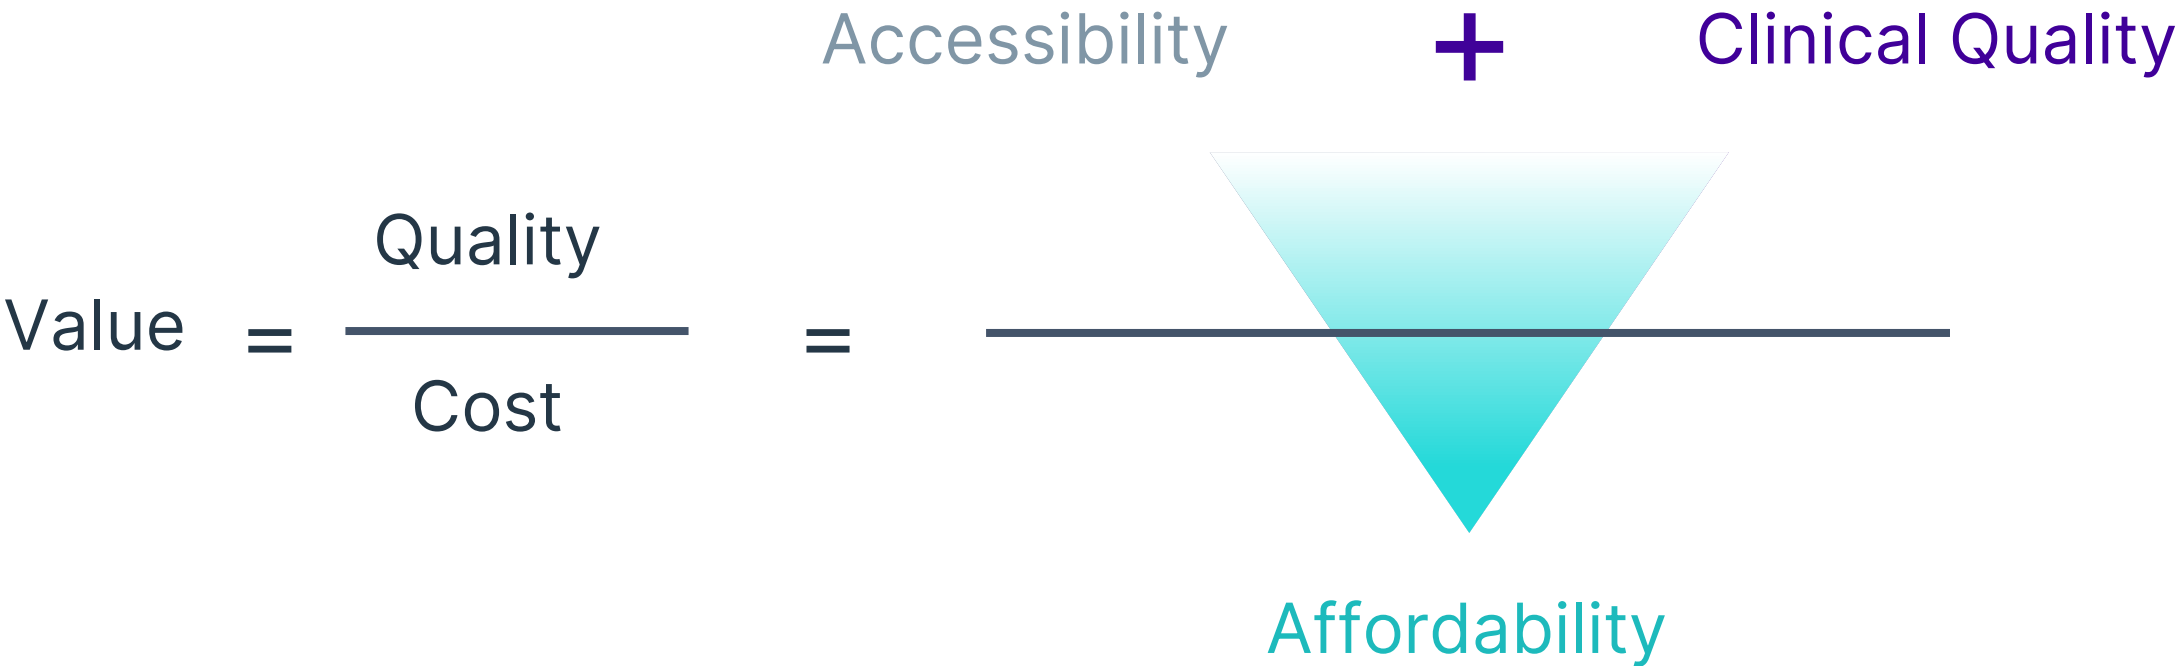 Accessibility + Clinical Quality
Quality
Value = =
Cost
Affordability